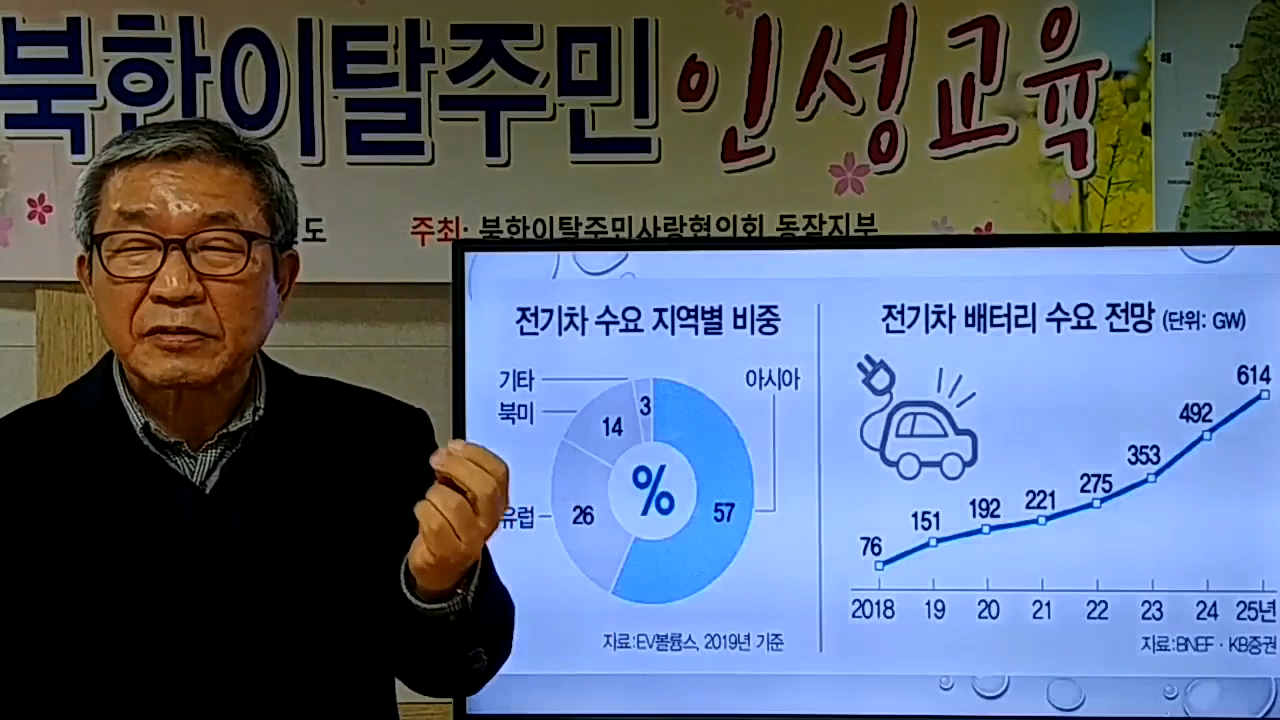 북한이탈주민 인성교육
도 주최: 북한이탈주민사랑협의회 동작지부
전기차 수요 지역별 비중
기타
북미
유럽
아시아
3
14
26
57
%
자료:EV볼륨스, 2019년 기준
전기차 배터리 수요 전망 (단위: GW)
76
151
192
221
275
353
492
614
2018 19 20 21 22 23 24 25년
자료:BNEF · KB증권